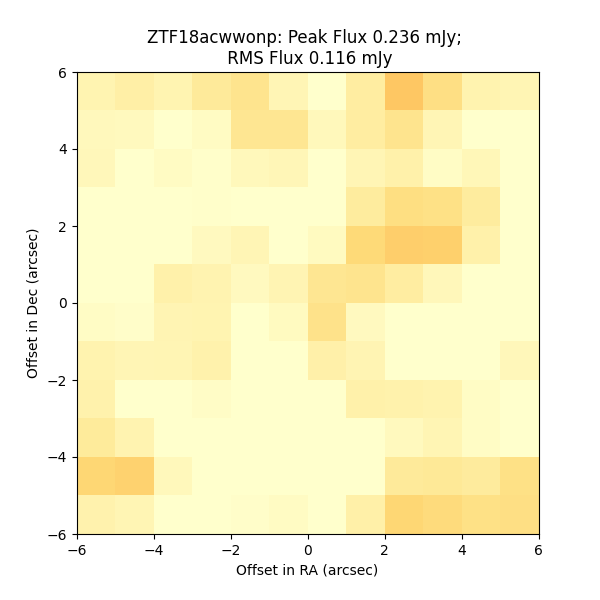 ZTF18acwwonp: Peak Flux 0.236 mJy;
RMS Flux 0.116 mJy
6
4
2
0
−2
−4
−6
Offset in Dec (arcsec)
−6 −4 −2 0 2 4 6
Offset in RA (arcsec)